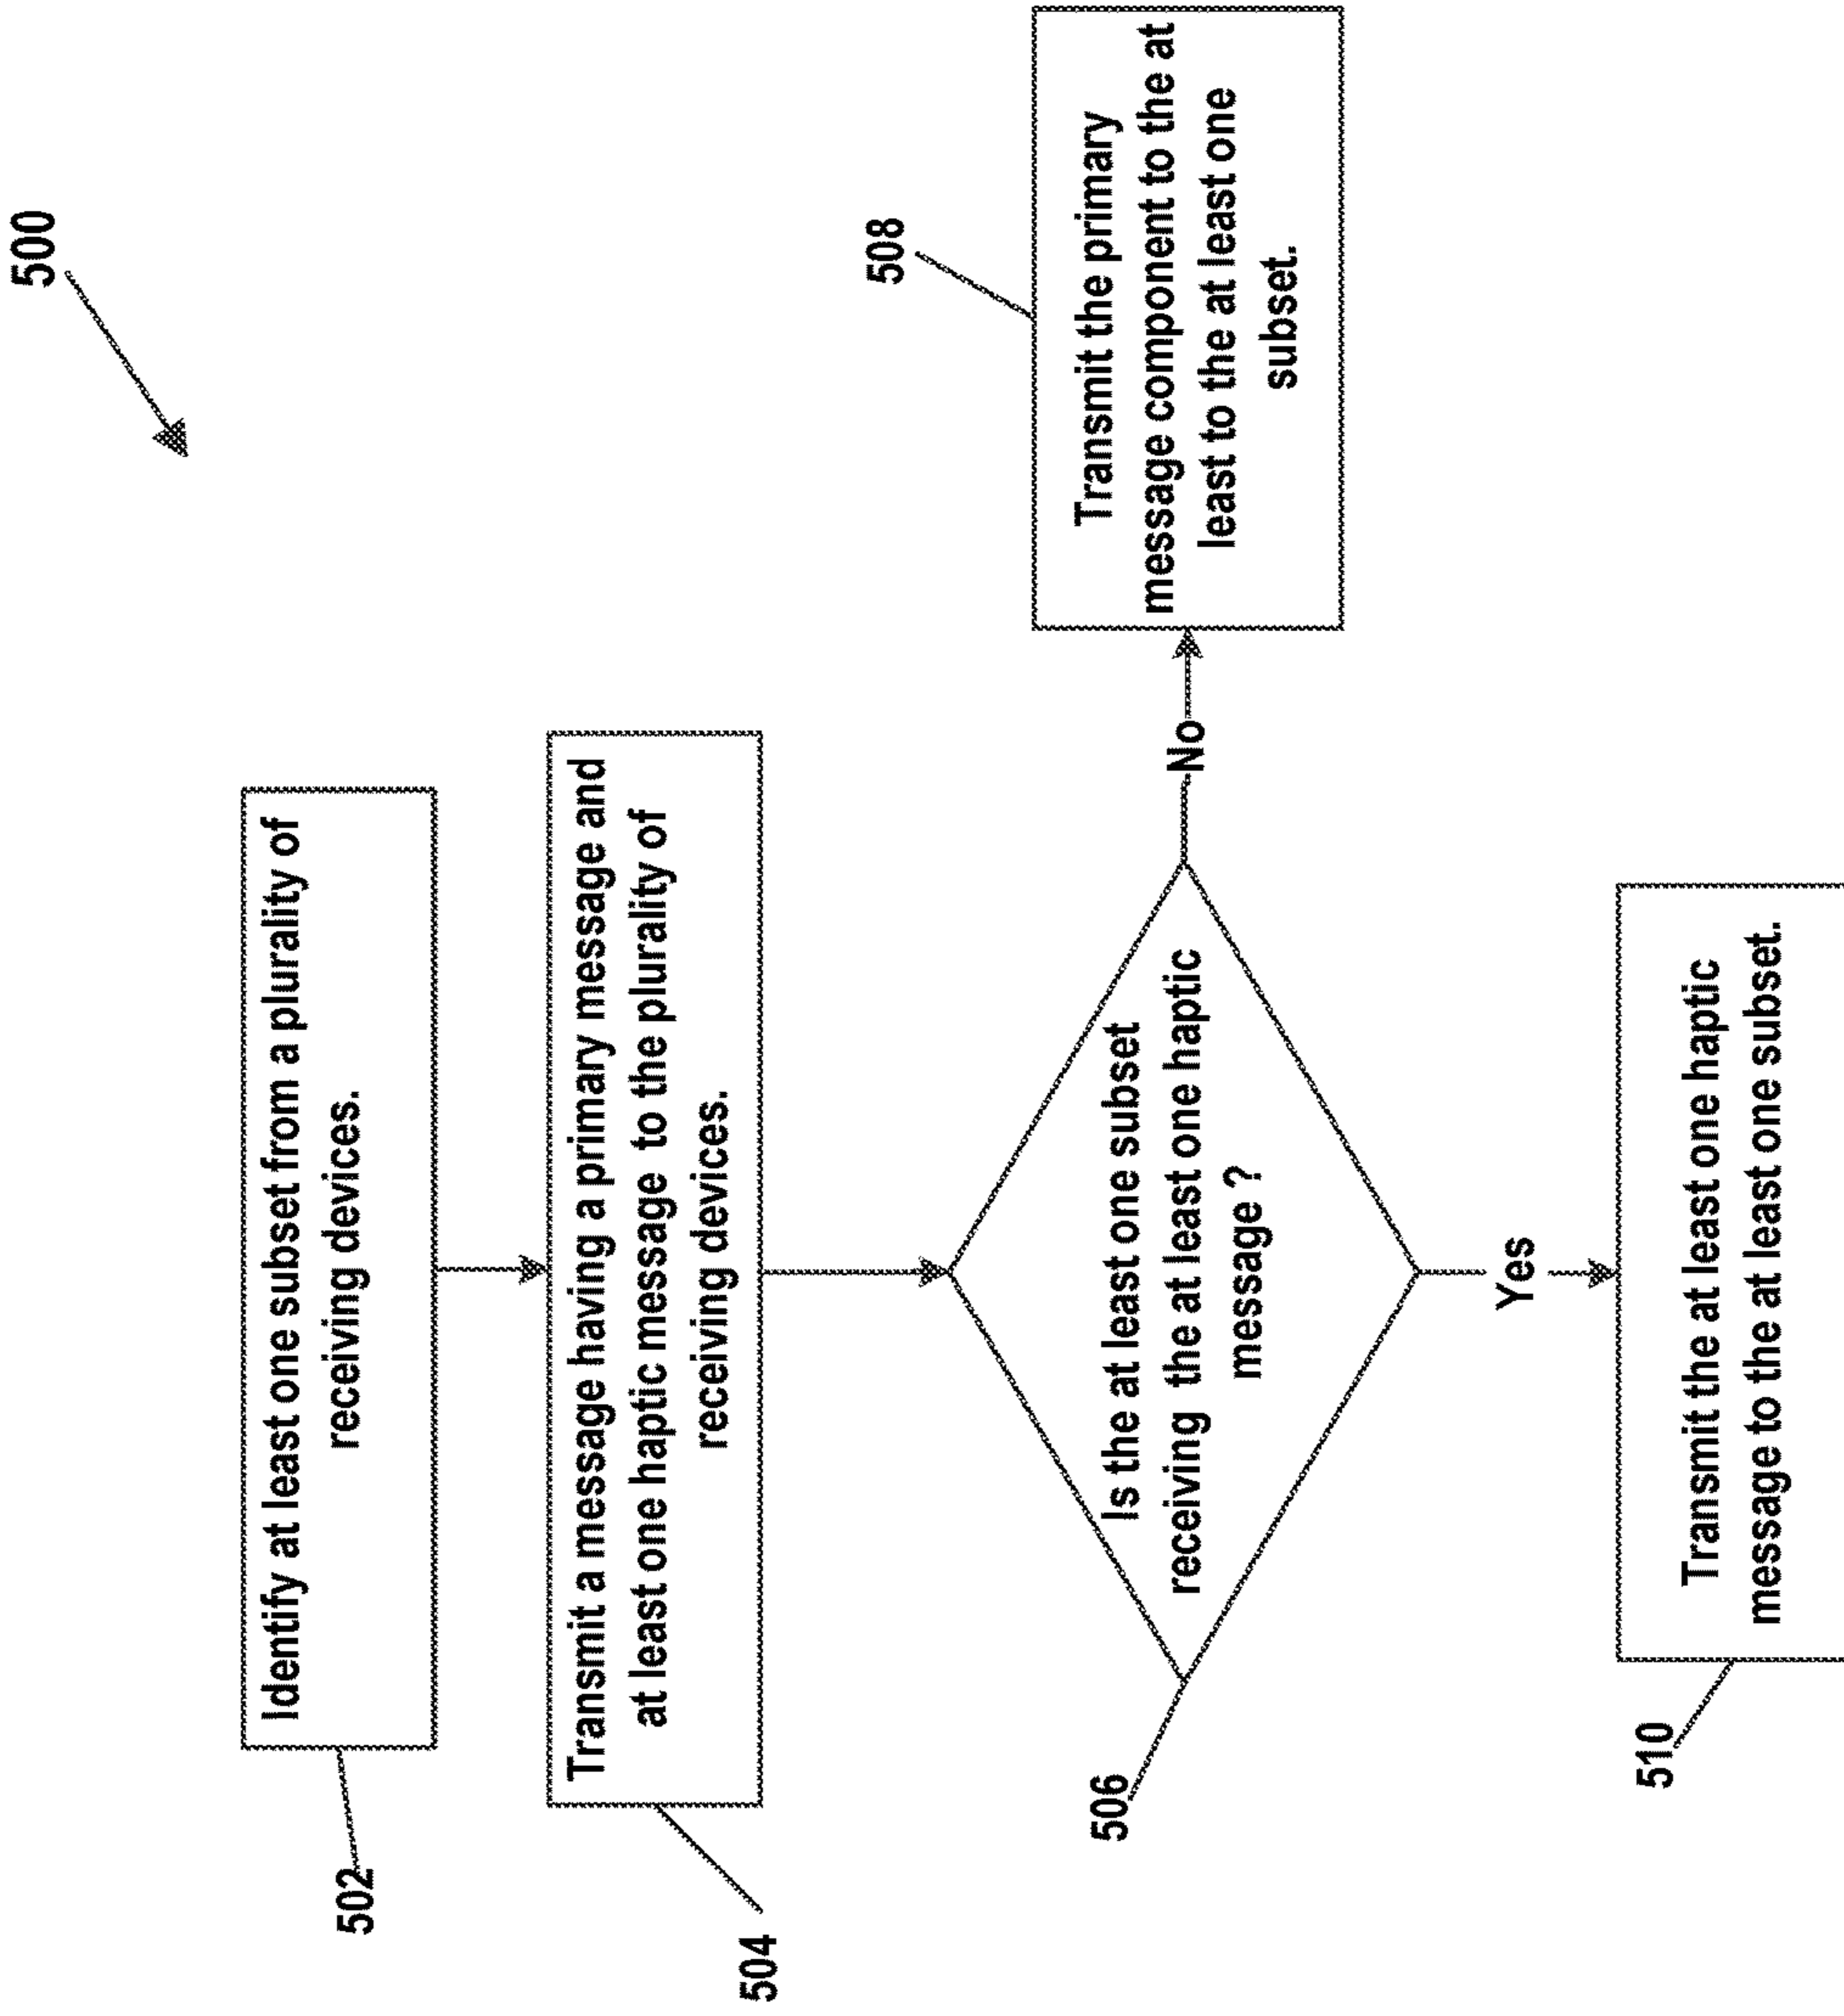 500
502
Identify at least one subset from a plurality of
receiving devices.
504
Transmit a message having a primary message and
at least one haptic message to the plurality of
receiving devices.
506
Is the at least one subset
receiving the at least one haptic
message ?
No
508
Transmit the primary
message component to the at
least to the at least one
subset.
Yes
510
Transmit the at least one haptic
message to the at least one subset.